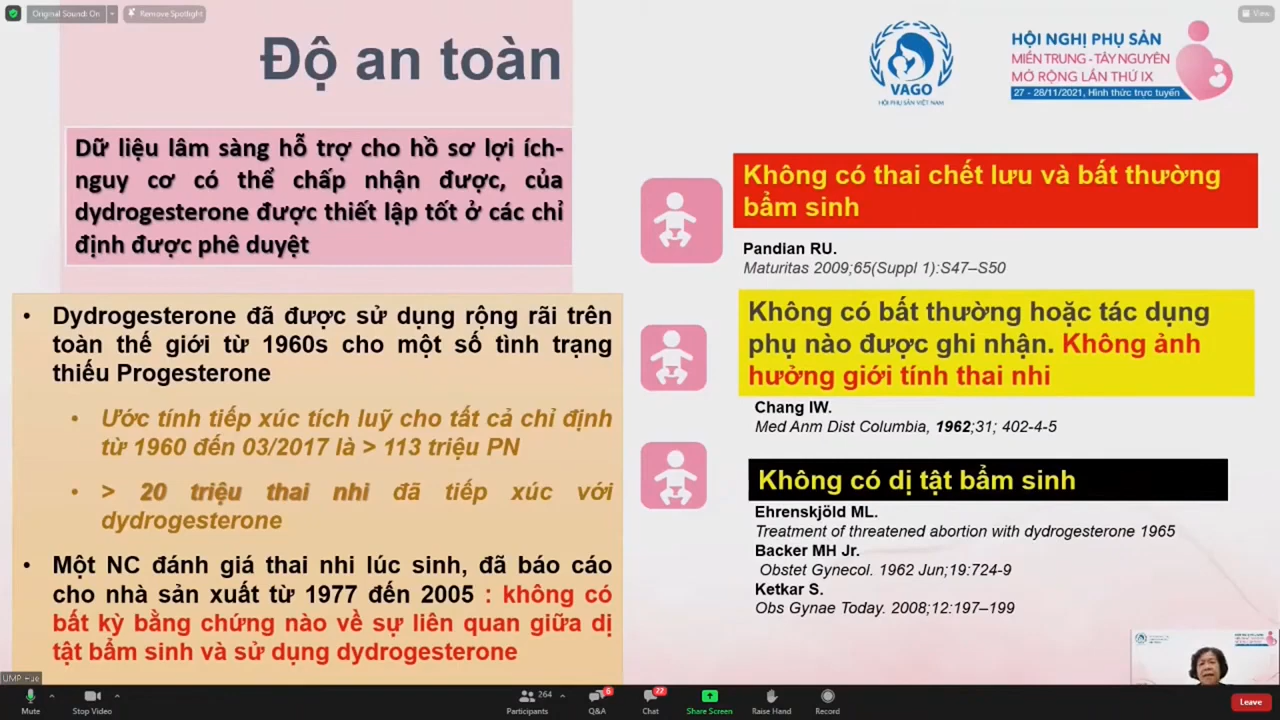 Original Sound: On
Remove Spotlight
View
Độ an toàn
VAGO
HỘI PHỤ SẢN VIỆT NAM
HỘI NGHỊ PHỤ SẢN
MIỀN TRUNG - TÂY NGUYÊN
MỞ RỘNG LẦN THỨ IX
27 - 28/11/2021, Hình thức trực tuyến
Dữ liệu lâm sàng hỗ trợ cho hồ sơ lợi ích-
nguy cơ có thể chấp nhận được, của
dydrogesterone được thiết lập tốt ở các chỉ
định được phê duyệt
• Dydrogesterone đã được sử dụng rộng rãi trên
toàn thế giới từ 1960s cho một số tình trạng
thiếu Progesterone
• Ước tính tiếp xúc tích luỹ cho tất cả chỉ định
từ 1960 đến 03/2017 là > 113 triệu PN
• > 20 triệu thai nhi đã tiếp xúc với
dydrogesterone
• Một NC đánh giá thai nhi lúc sinh, đã báo cáo
cho nhà sản xuất từ 1977 đến 2005 : không có
bất kỳ bằng chứng nào về sự liên quan giữa dị
tật bẩm sinh và sử dụng dydrogesterone
Không có thai chết lưu và bất thường
bẩm sinh
Pandian RU.
Maturitas 2009;65(Suppl 1):S47–S50
Không có bất thường hoặc tác dụng
phụ nào được ghi nhận. Không ảnh
hưởng giới tính thai nhi
Chang IW.
Med Anm Dist Columbia, 1962;31; 402-4-5
Không có dị tật bẩm sinh
Ehrenskjöld ML.
Treatment of threatened abortion with dydrogesterone 1965
Backer MH Jr.
Obstet Gynecol. 1962 Jun;19:724-9
Ketkar S.
Obs Gynae Today. 2008;12:197–199
UMP Hue
Mute
Stop Video
264
Participants
6
Q&A
22
Chat
Share Screen
Raise Hand
Record
Leave